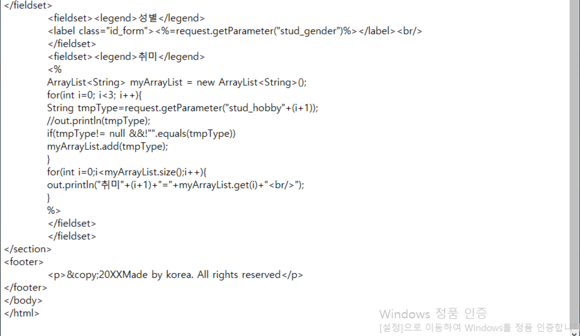 </fieldset>
<fieldset><legend>성별</legend>
<label class="id_form"><%=request.getParameter("stud_gender")%></label><br/>
</fieldset>
<fieldset><legend>취미</legend>
<%
ArrayList<String> myArrayList = new ArrayList<String>();
for(int i=0; i<3; i++){
String tmpType=request.getParameter("stud_hobby"+(i+1));
//out.println(tmpType);
if(tmpType!= null &&!"".equals(tmpType))
myArrayList.add(tmpType);
}
for(int i=0;i<myArrayList.size();i++){
out.println("취미"+(i+1)+"="+myArrayList.get(i)+"<br/>");
}
%>
</fieldset>
</fieldset>
</section>
<footer>
<p>&copy;20XXMade by korea. All rights reserved</p>
</footer>
</body>
</html>
Windows 정품 인증
[설정]으로 이동하여 Windows를 정품 인증합니